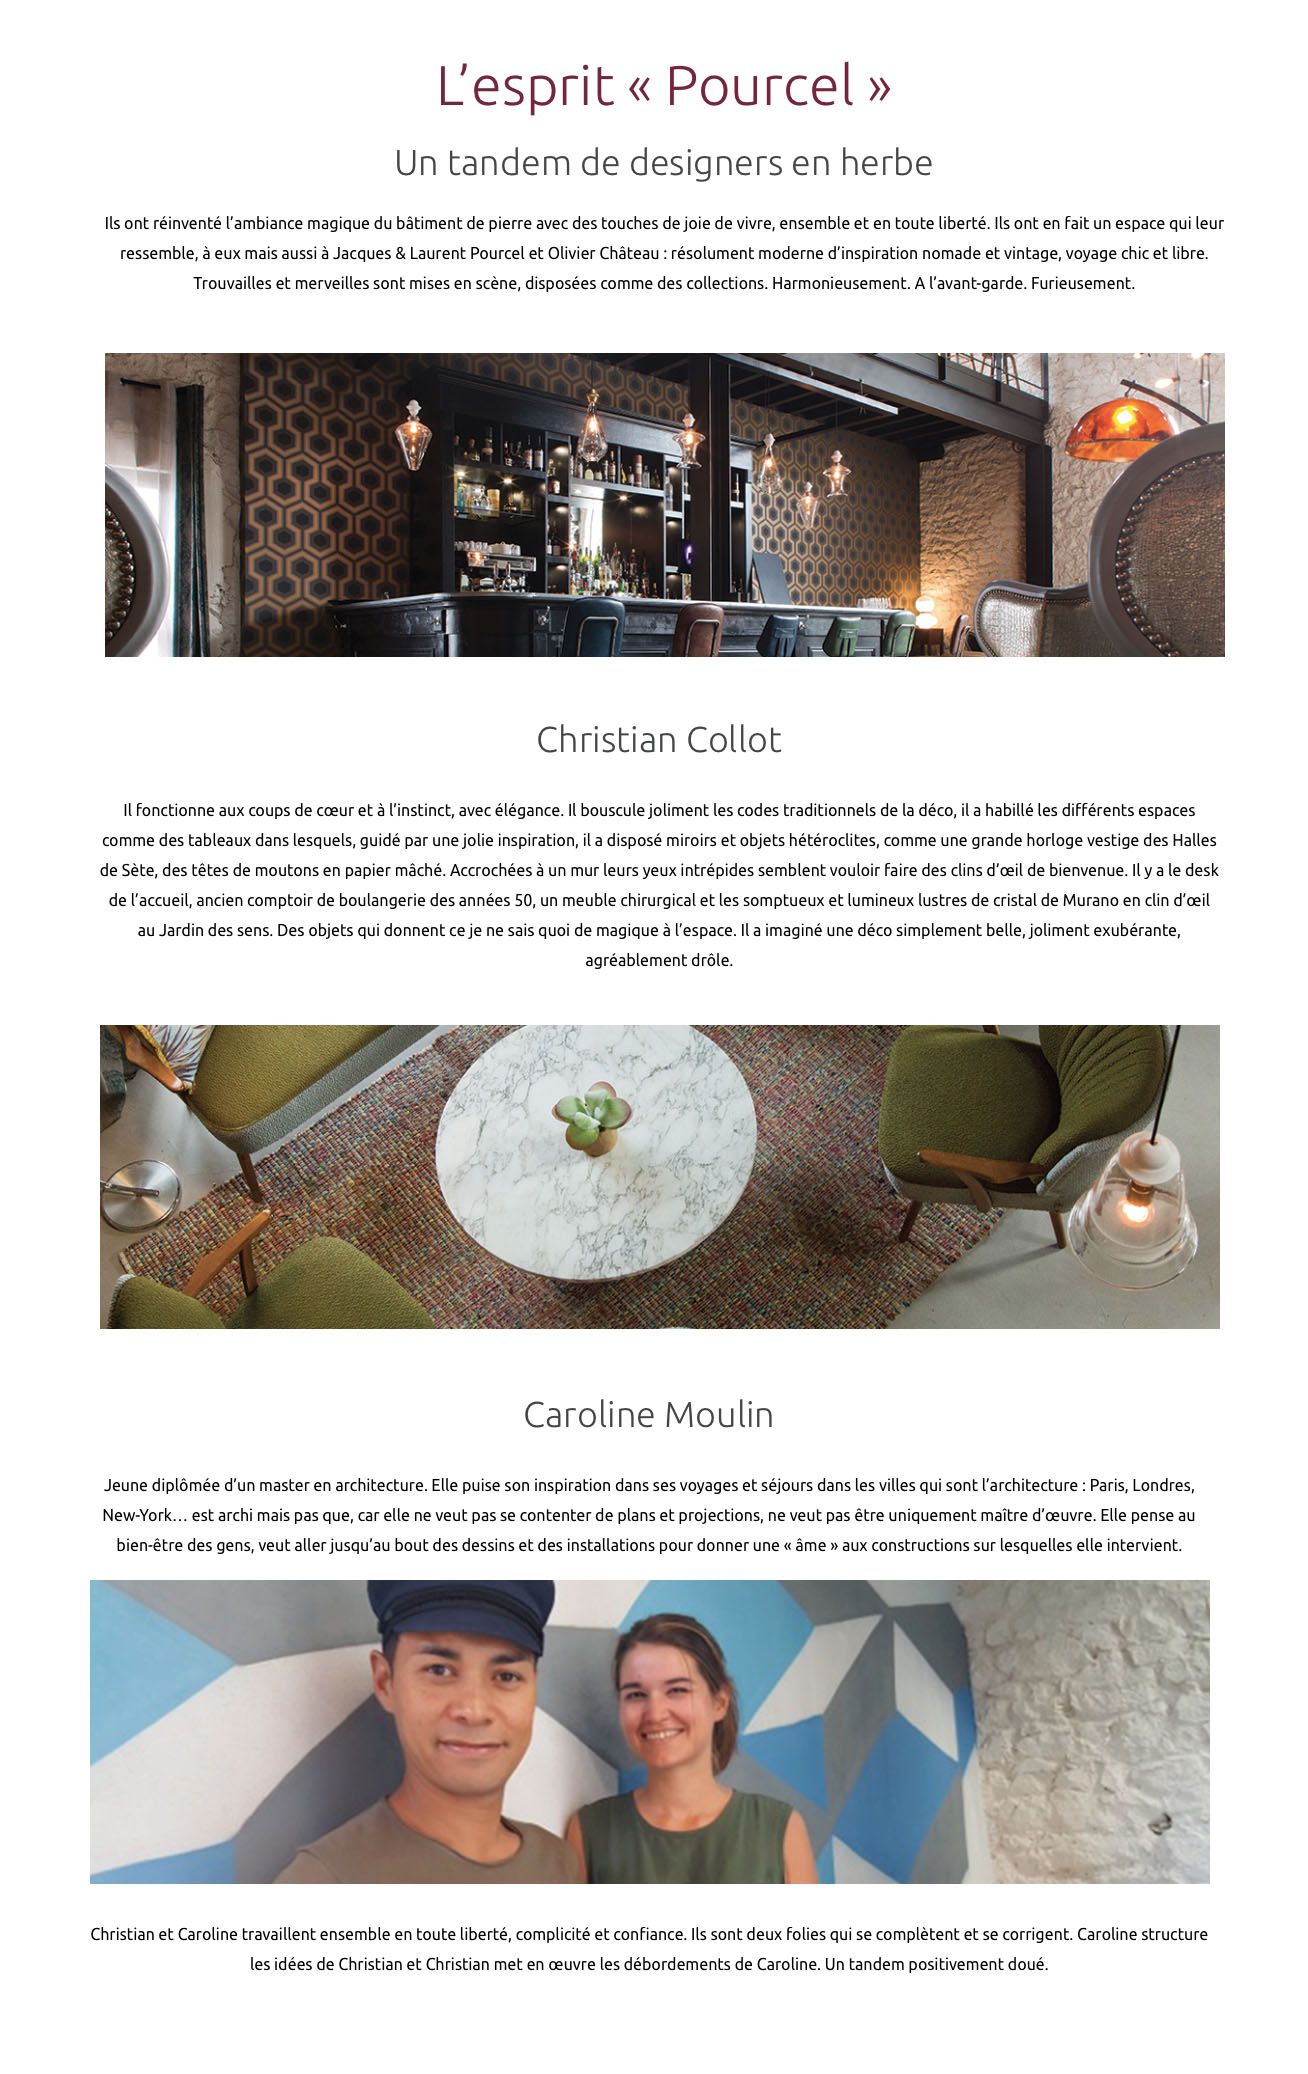 L’esprit « Pourcel »
Un tandem de designers en herbe
Ils ont réinventé l’ambiance magique du bâtiment de pierre avec des touches de joie de vivre, ensemble et en toute liberté. Ils ont en fait un espace qui leur
ressemble, à eux mais aussi à Jacques & Laurent Pourcel et Olivier Château : résolument moderne d’inspiration nomade et vintage, voyage chic et libre.
Trouvailles et merveilles sont mises en scène, disposées comme des collections. Harmonieusement. A l’avant-garde. Furieusement.
Christian Collot
Il fonctionne aux coups de cœur et à l’instinct, avec élégance. Il bouscule joliment les codes traditionnels de la déco, il a habillé les différents espaces
comme des tableaux dans lesquels, guidé par une jolie inspiration, il a disposé miroirs et objets hétéroclites, comme une grande horloge vestige des Halles
de Sète, des têtes de moutons en papier mâché. Accrochées à un mur leurs yeux intrépides semblent vouloir faire des clins d’œil de bienvenue. Il y a le desk
de l’accueil, ancien comptoir de boulangerie des années 50, un meuble chirurgical et les somptueux et lumineux lustres de cristal de Murano en clin d’œil
au Jardin des sens. Des objets qui donnent ce je ne sais quoi de magique à l’espace. Il a imaginé une déco simplement belle, joliment exubérante,
agréablement drôle.
Caroline Moulin
Jeune diplômée d’un master en architecture. Elle puise son inspiration dans ses voyages et séjours dans les villes qui sont l’architecture : Paris, Londres,
New-York… est archi mais pas que, car elle ne veut pas se contenter de plans et projections, ne veut pas être uniquement maître d’œuvre. Elle pense au
bien-être des gens, veut aller jusqu’au bout des dessins et des installations pour donner une « âme » aux constructions sur lesquelles elle intervient.
Christian et Caroline travaillent ensemble en toute liberté, complicité et confiance. Ils sont deux folies qui se complètent et se corrigent. Caroline structure
les idées de Christian et Christian met en œuvre les débordements de Caroline. Un tandem positivement doué.